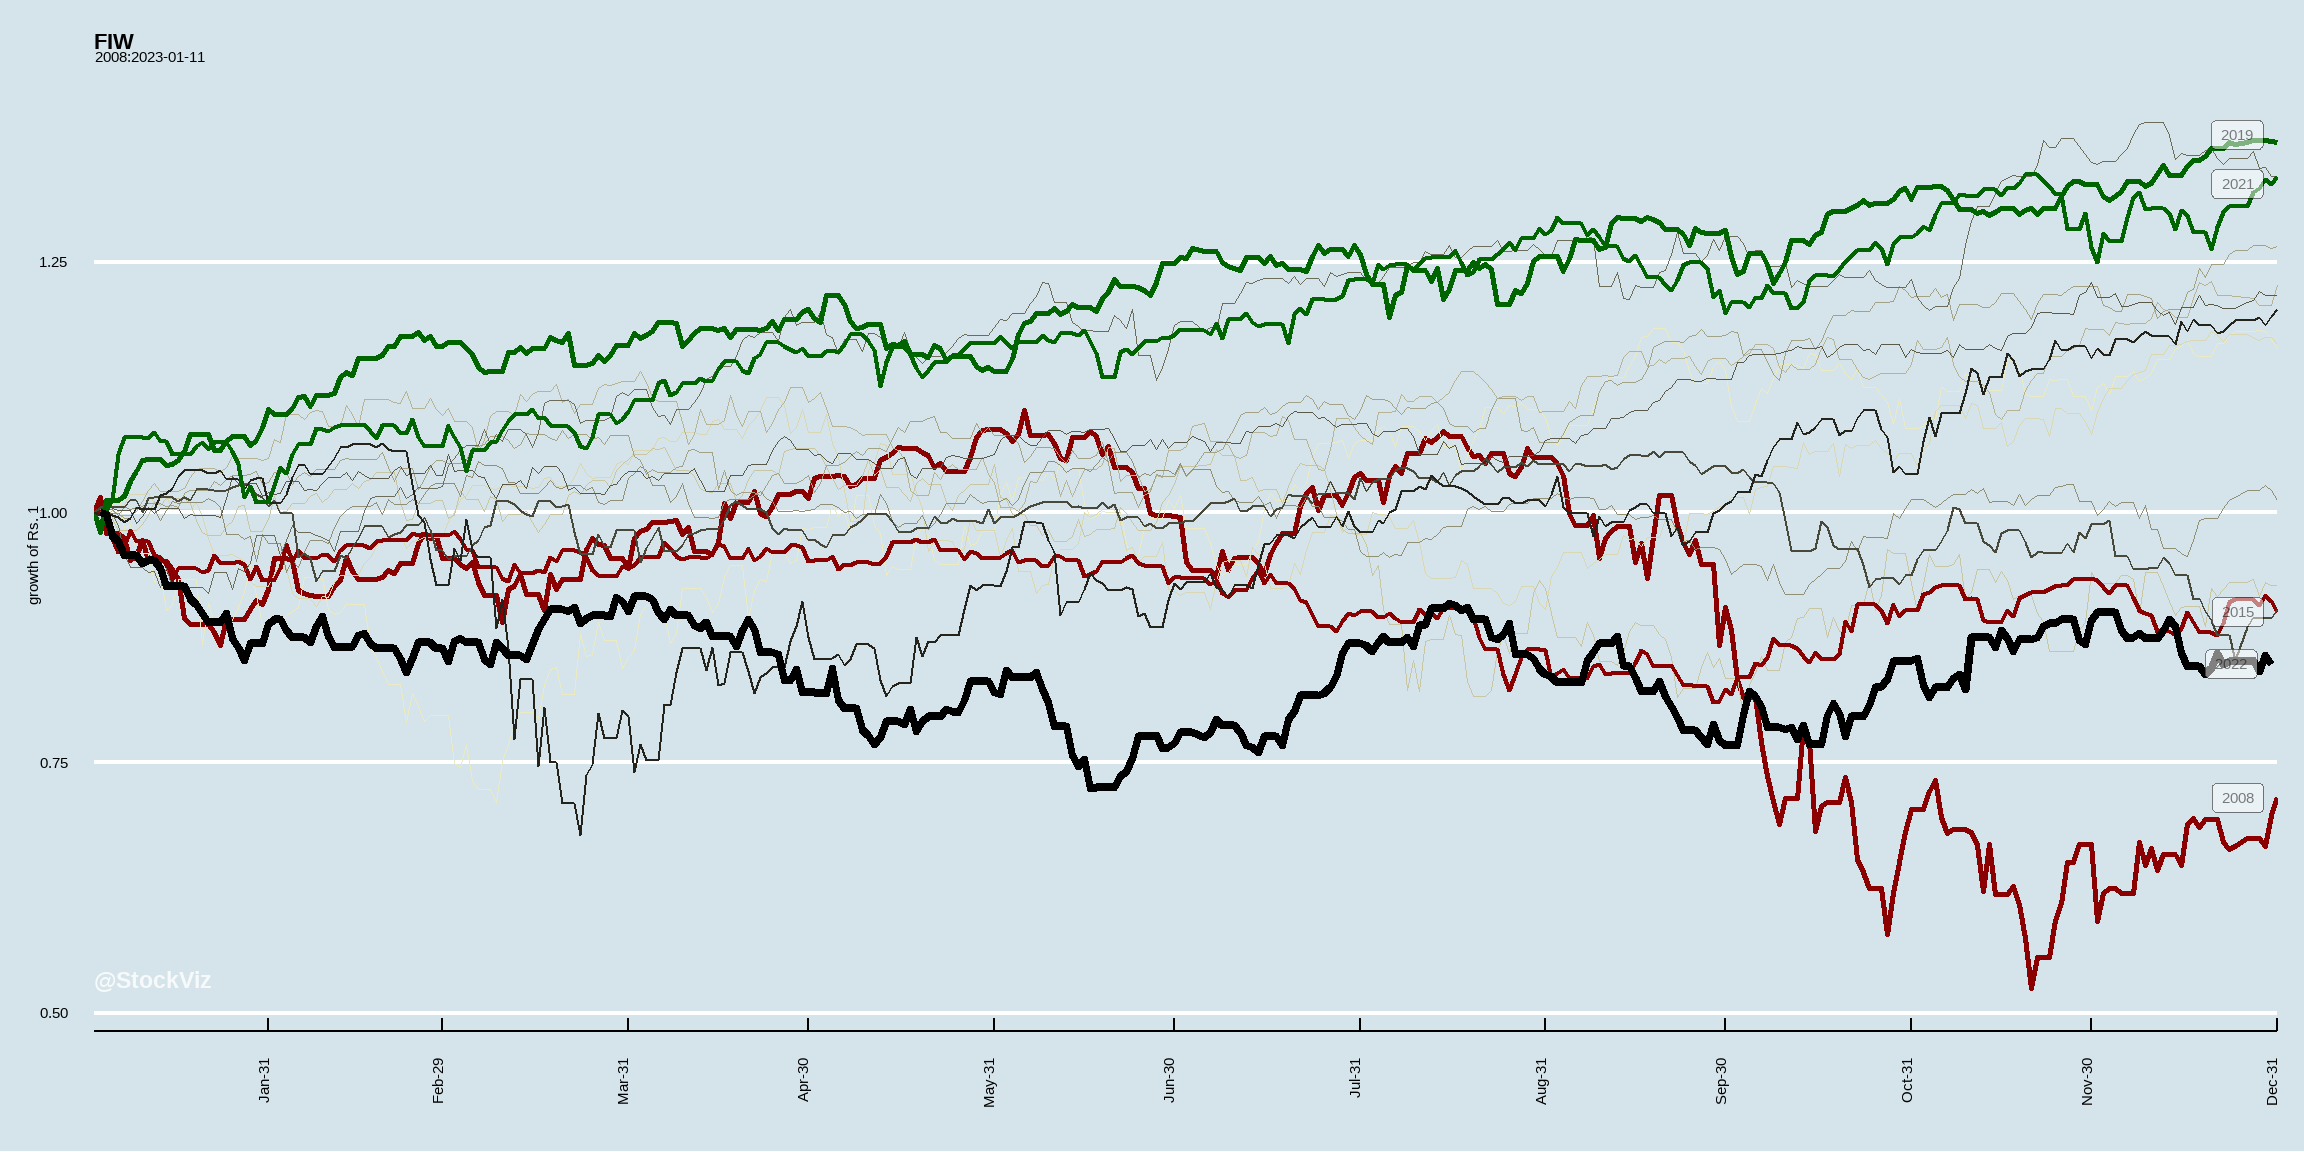 FIW
2008:2023-01-11
2019
2021
1.25
growth of Rs. 1
1.00
2015
2022
0.75
2008
@StockViz
0.50
Jan-31
Feb-29
Mar-31
Apr-30
May-31
Jun-30
Jul-31
Aug-31
Sep-30
Oct-31
Nov-30
Dec-31